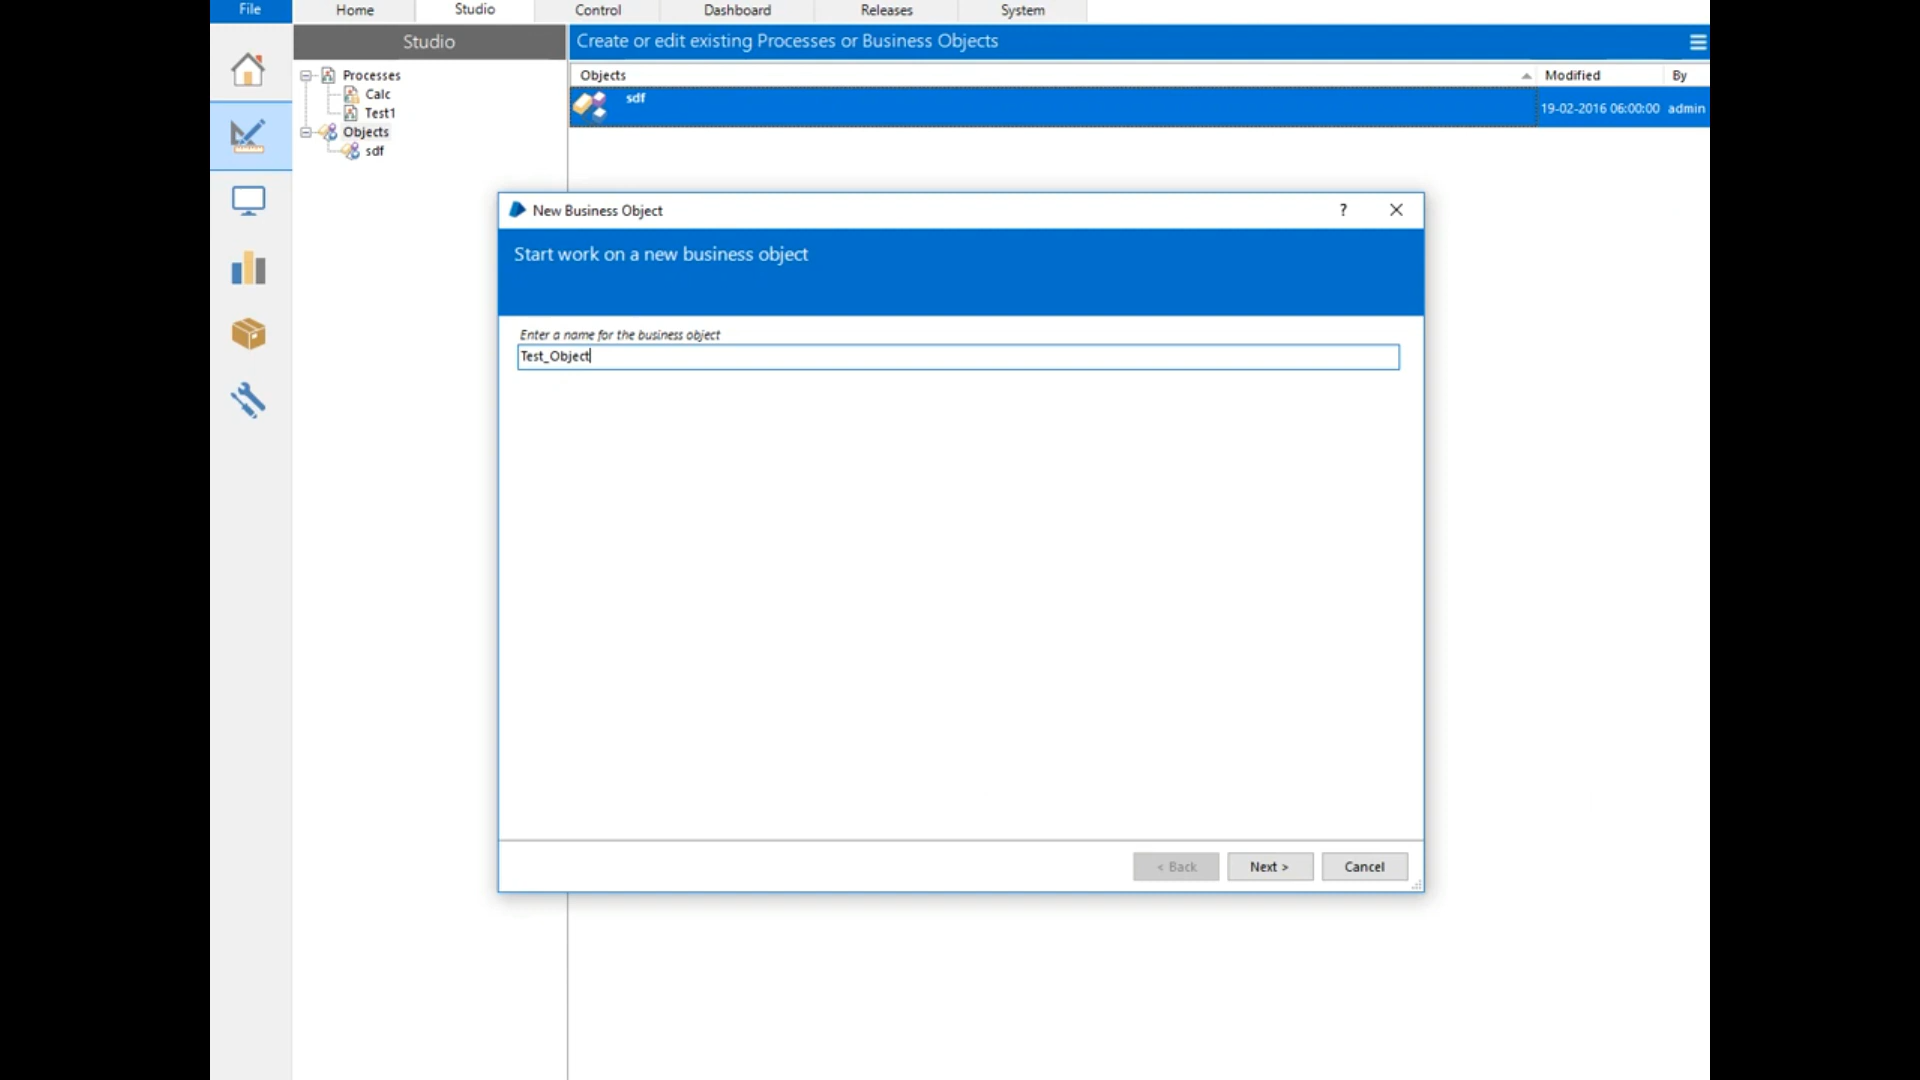 File Home Studio Control Dashboard Releases System
Studio
Create or edit existing Processes or Business Objects
Processes
Calc
Test1
Objects
sdf
Objects Modified By
sdf 19-02-2016 06:00:00 admin
New Business Object ?
Start work on a new business object
Enter a name for the business object
Test_Object
< Back Next > Cancel